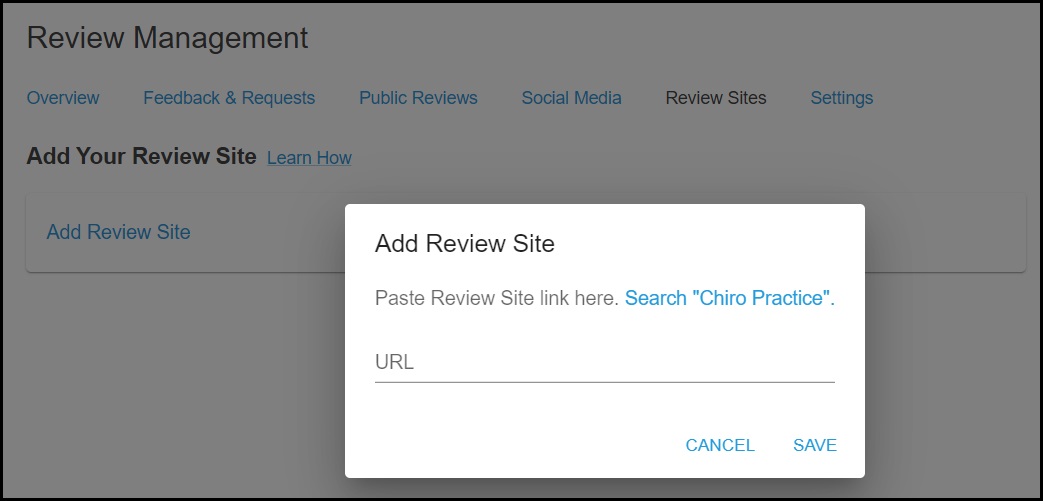 Review Management
Overview Feedback & Requests Public Reviews Social Media Review Sites Settings
Add Your Review Site Learn How
Add Review Site
Add Review Site
Paste Review Site link here. Search "Chiro Practice".
URL
CANCEL SAVE